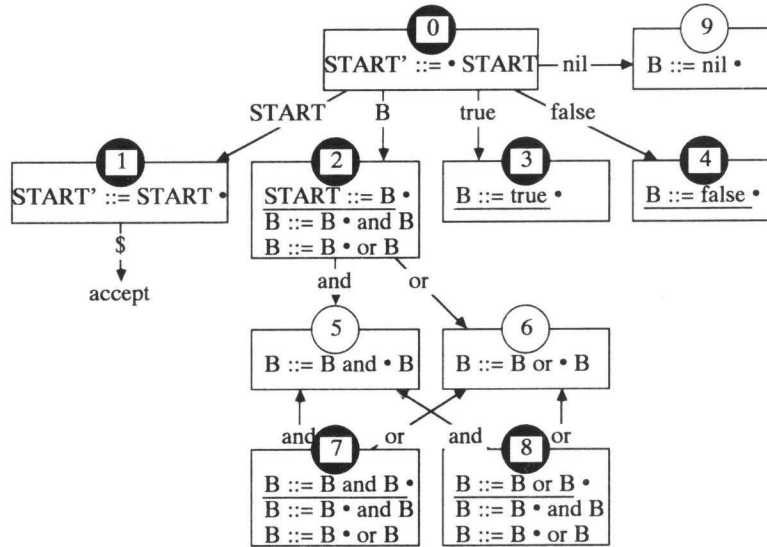 0
START' ::= • START
nil
9
B ::= nil •
START
B
true
false
1
START' ::= START •
2
START ::= B •
B ::= B • and B
B ::= B • or B
3
B ::= true •
4
B ::= false •
$
accept
and
or
5
B ::= B and • B
6
B ::= B or • B
and
or
and
or
7
B ::= B and B •
B ::= B • and B
B ::= B • or B
8
B ::= B or B •
B ::= B • and B
B ::= B • or B